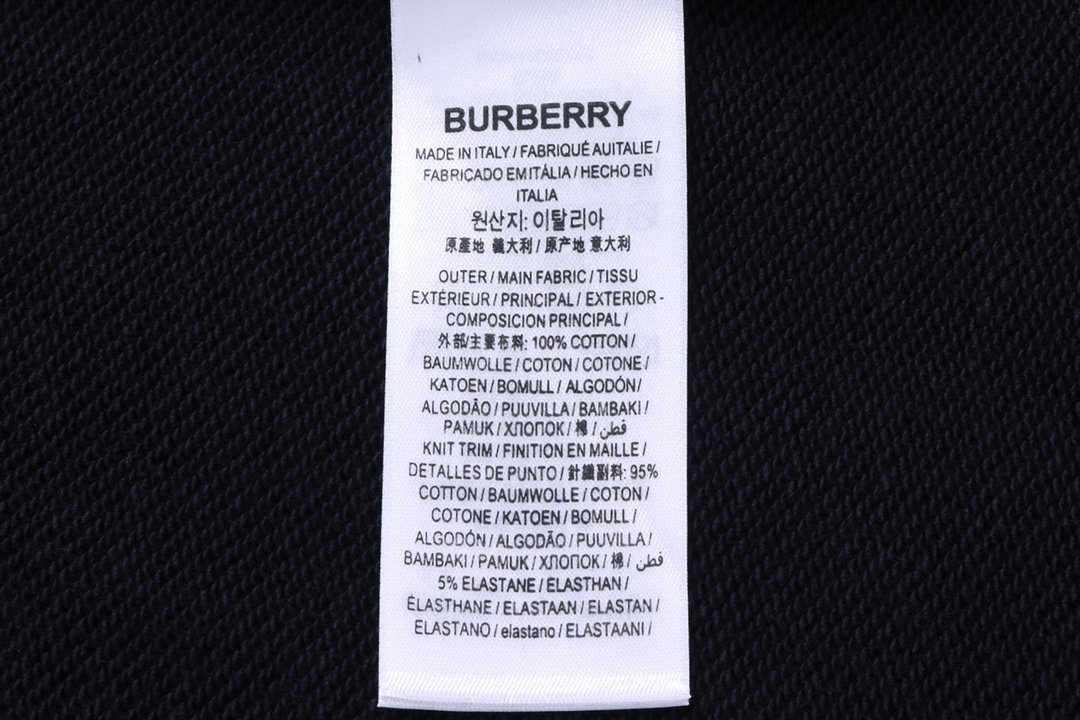 BURBERRY
MADE IN ITALY / FABRIQUÉ AUITALIE /
FABRICADO EM ITÁLIA / HECHO EN
ITALIA
원산지: 이탈리아
原產地 義大利 / 原产地 意大利
OUTER / MAIN FABRIC / TISSU
EXTÉRIEUR / PRINCIPAL / EXTERIOR -
COMPOSICION PRINCIPAL /
外部/主要布料: 100% COTTON /
BAUMWOLLE / COTON / COTONE /
KATOEN / BOMULL / ALGODÓN /
ALGODÃO / PUUVILLA / BAMBAKI /
PAMUK / ХЛОПОК / 棉 / قطن /
KNIT TRIM / FINITION EN MAILLE /
DETALLES DE PUNTO / 針織副料: 95%
COTTON / BAUMWOLLE / COTON /
COTONE / KATOEN / BOMULL /
ALGODÓN / ALGODÃO / PUUVILLA /
BAMBAKI / PAMUK / ХЛОПОК / 棉 / قطن
5% ELASTANE / ELASTHAN /
ÉLASTHANE / ELASTAAN / ELASTAN /
ELASTANO / elastano / ELASTAANI /